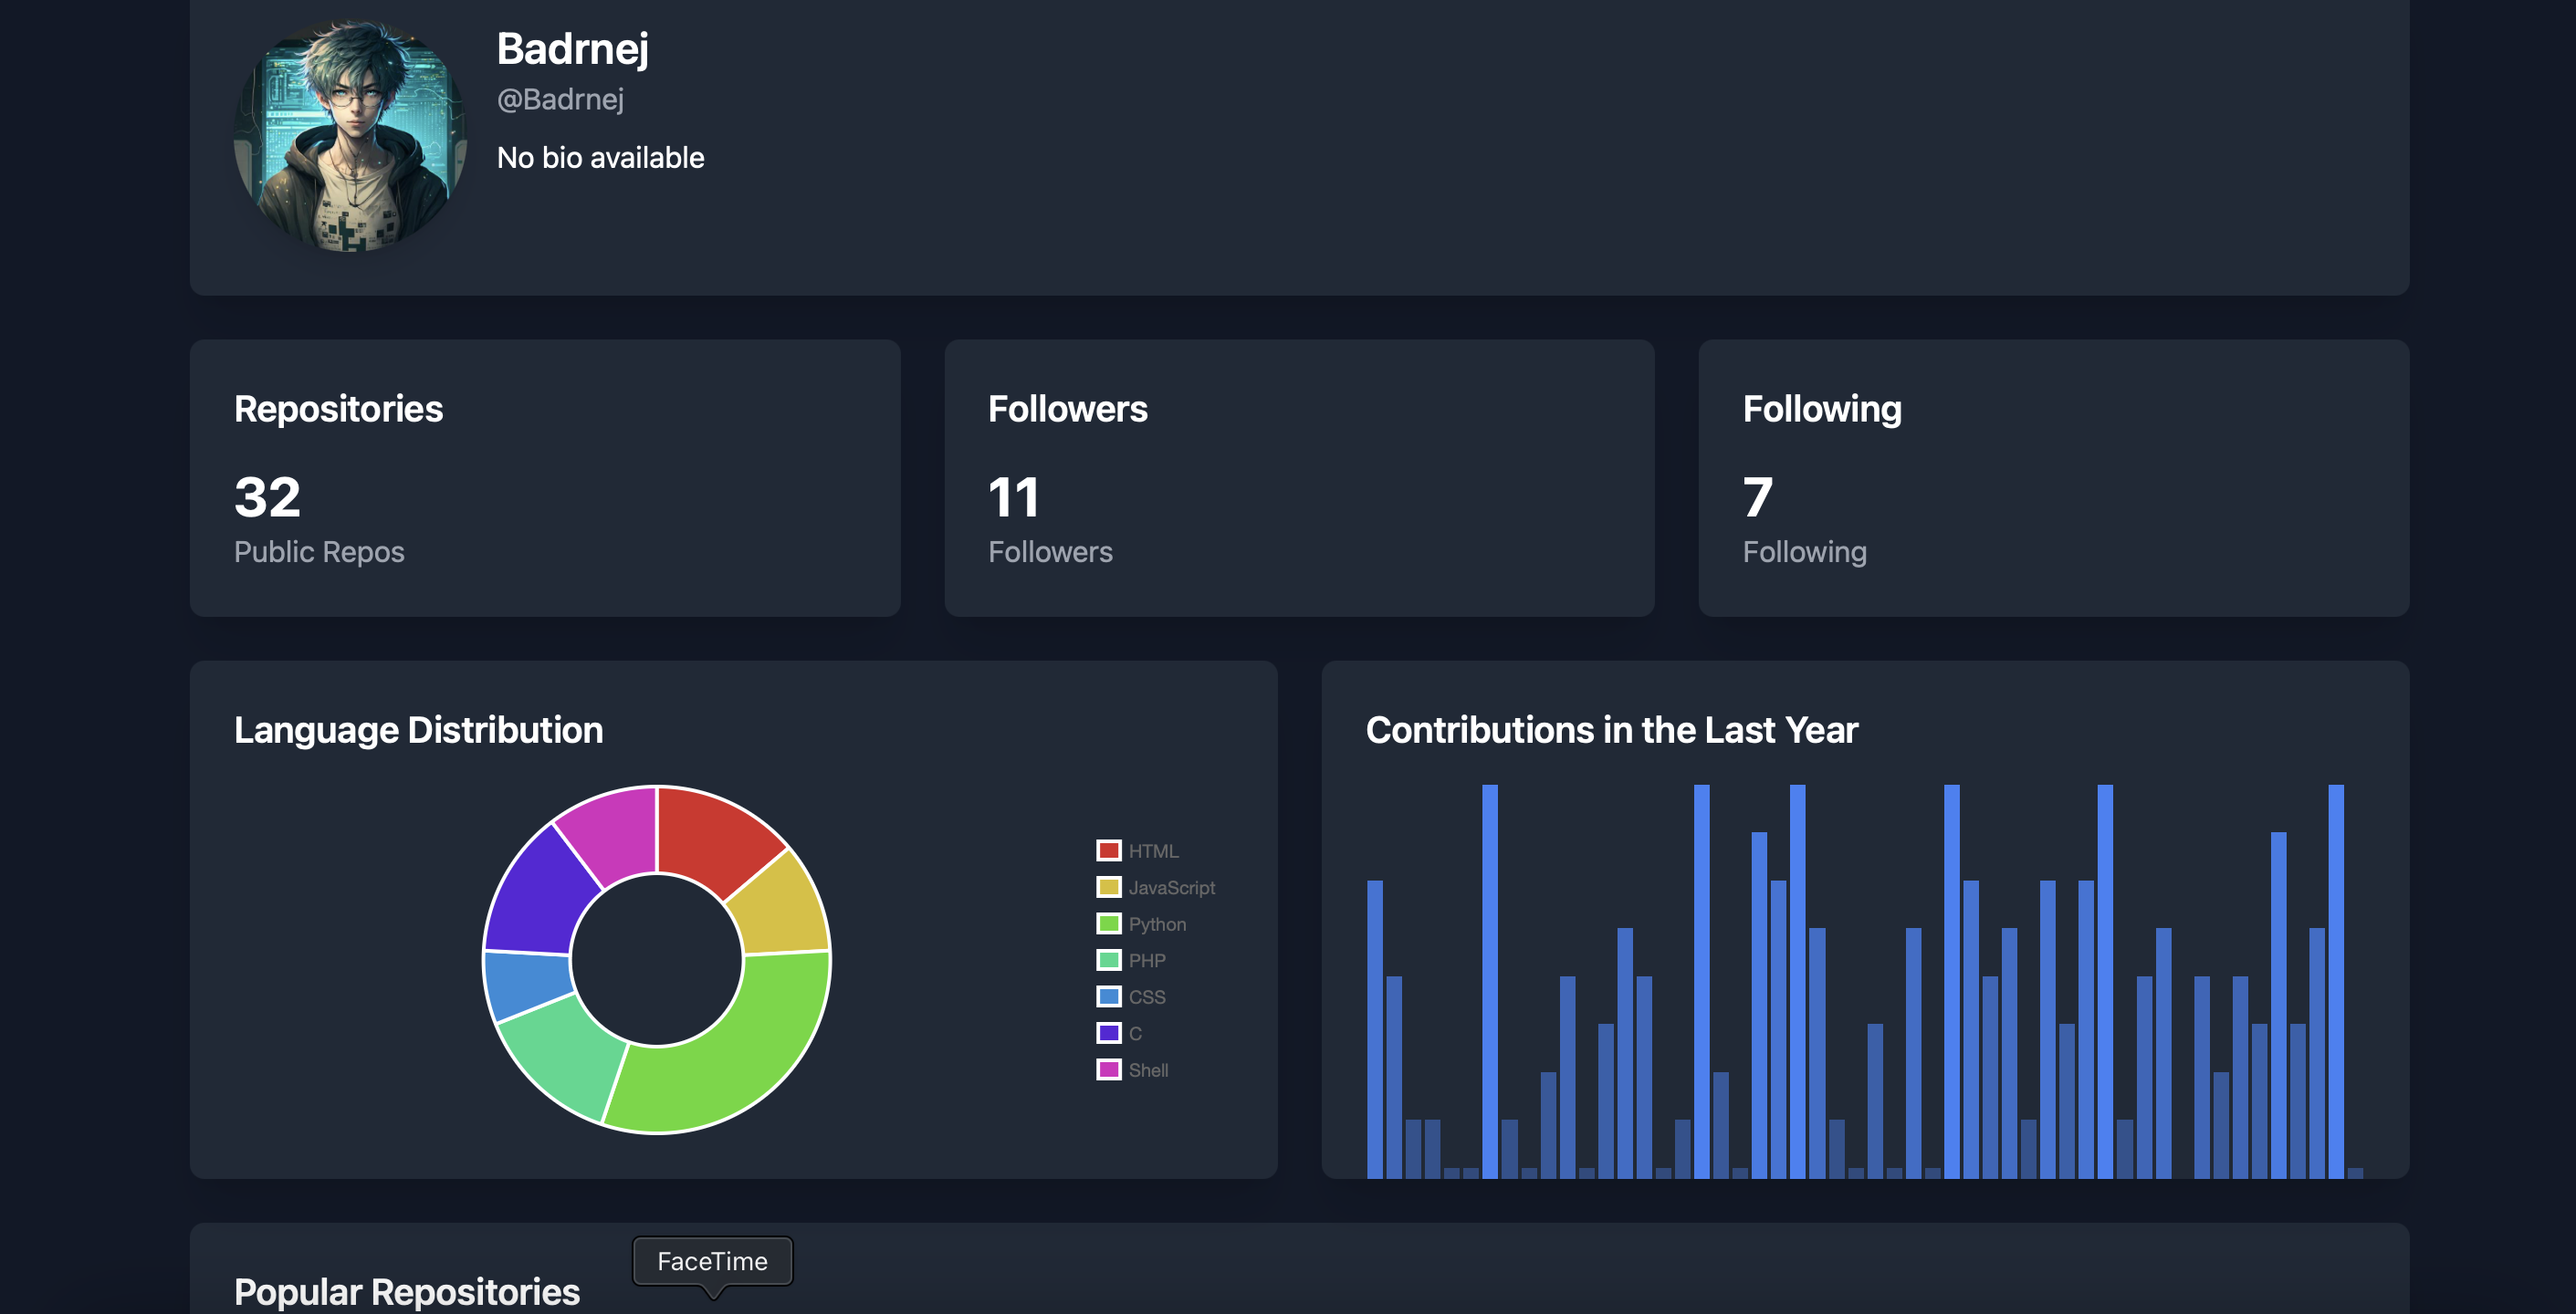 Badrnej
@Badrnej
No bio available
Repositories
32
Public Repos
Followers
11
Followers
Following
7
Following
Language Distribution
HTML
JavaScript
Python
PHP
CSS
C
Shell
Contributions in the Last Year
Popular Repositories
FaceTime